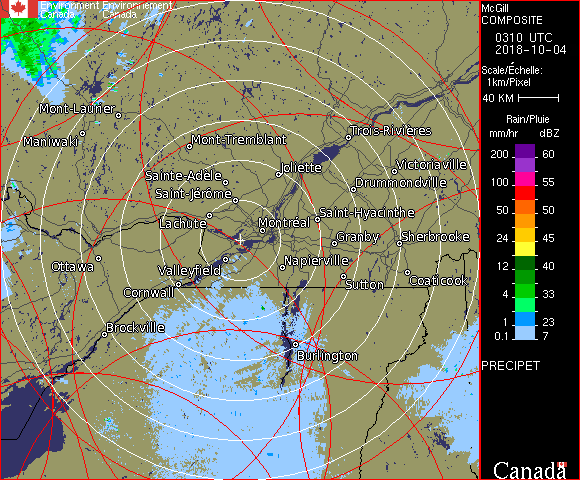 Environment Environnement
Canada Canada
McGill
COMPOSITE
0310 UTC
2018-10-04
Scale/Échelle:
1km/Pixel
40 KM
Rain/Pluie
mm/hr dBZ
200 60
100 55
50 50
24 45
12 40
4 33
1 23
0.1 7
PRECIPET
Canada
Mont-Laurier
Maniwaki
Mont-Tremblant
Trois-Rivières
Sainte-Adèle
Joliette
Victoriaville
Saint-Jérôme
Drummondville
Lachute
Montréal
Saint-Hyacinthe
Granby
Sherbrooke
Ottawa
Valleyfield
Napierville
Cornwall
Sutton
Coaticook
Brockville
Burlington